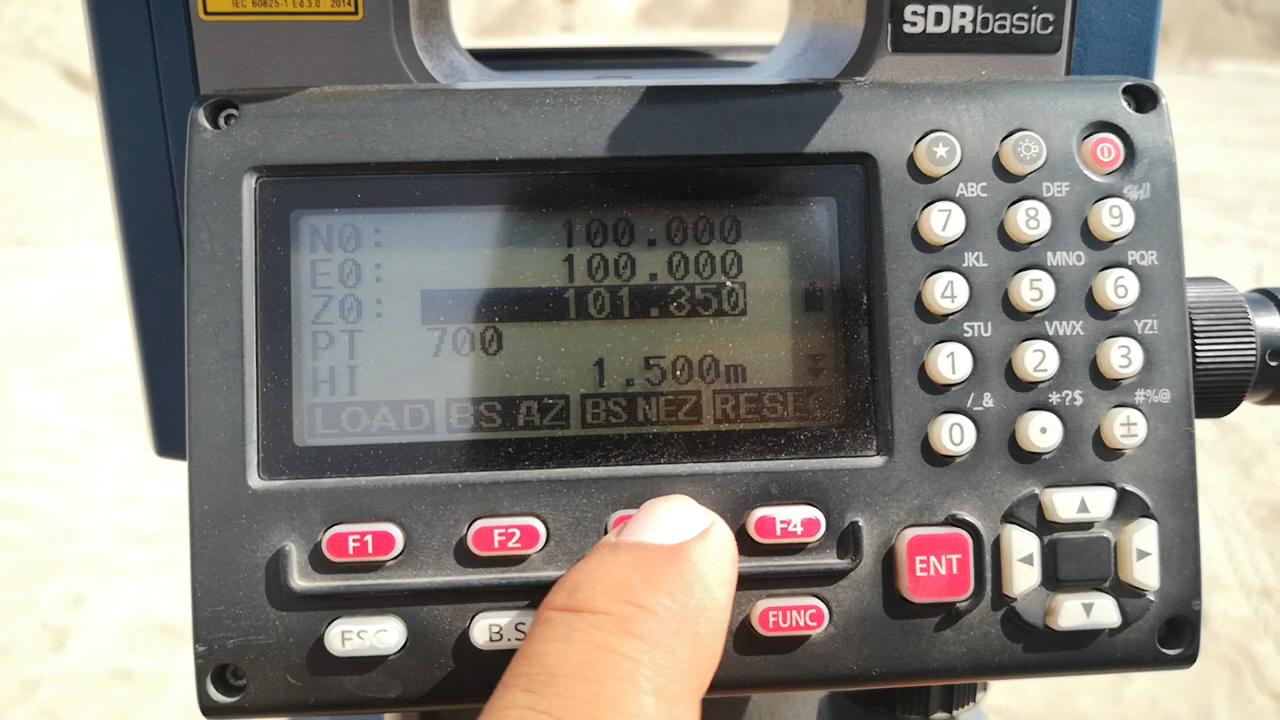 IEC 60825-1 Ed.3.0 2014
SDRbasic
N0: 100.000
E0: 100.000
Z0: 101.350
PT 700
HI 1.500m
LOAD BS AZ BS NEZ
ABC DEF
7 8 9
JKL MNO PQR
4 5 6
STU VWX YZ!
1 2 3
/_& *?$ #%@
0 • ±
F1 F2 F4
ENT
ESC B.S FUNC